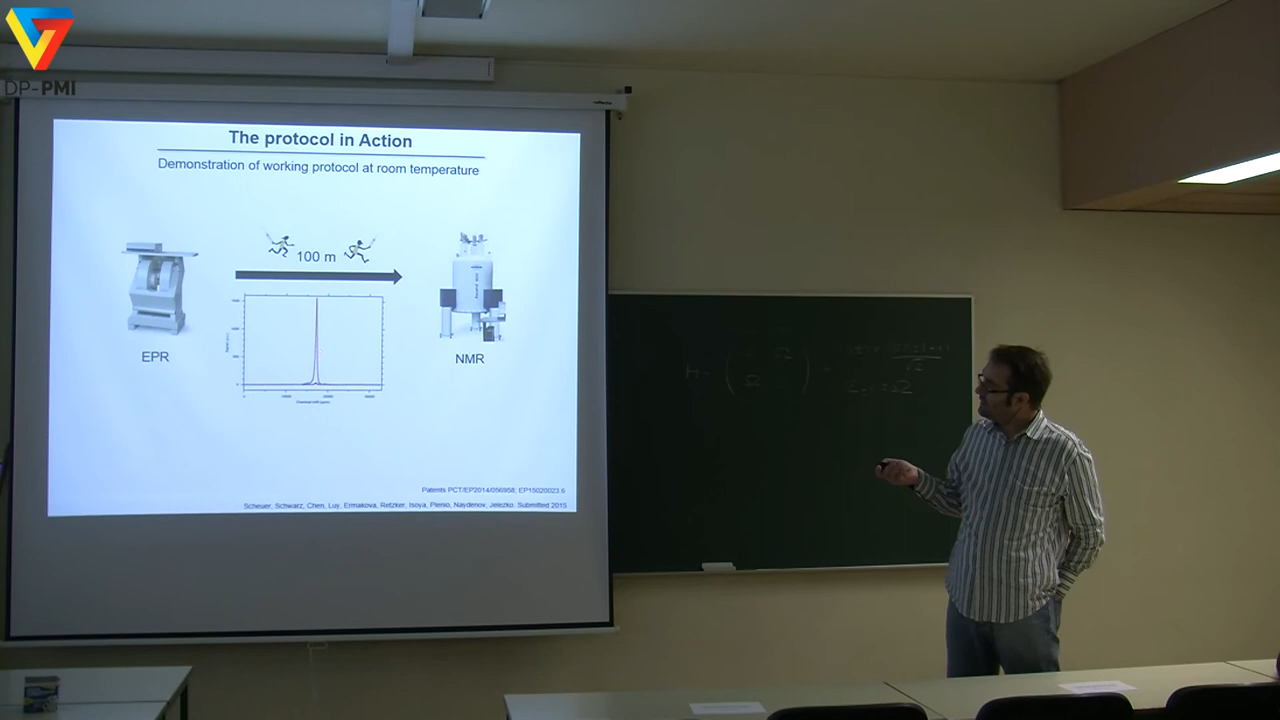 DP-PMI
The protocol in Action
Demonstration of working protocol at room temperature
100 m
EPR
NMR
Patents PCT/EP2014/056958; EP15020023.6
Scheuer, Schwarz, Chen, Luy, Ermakova, Retzker, Isoya, Plenio, Naydenov, Jelezko. Submitted 2015